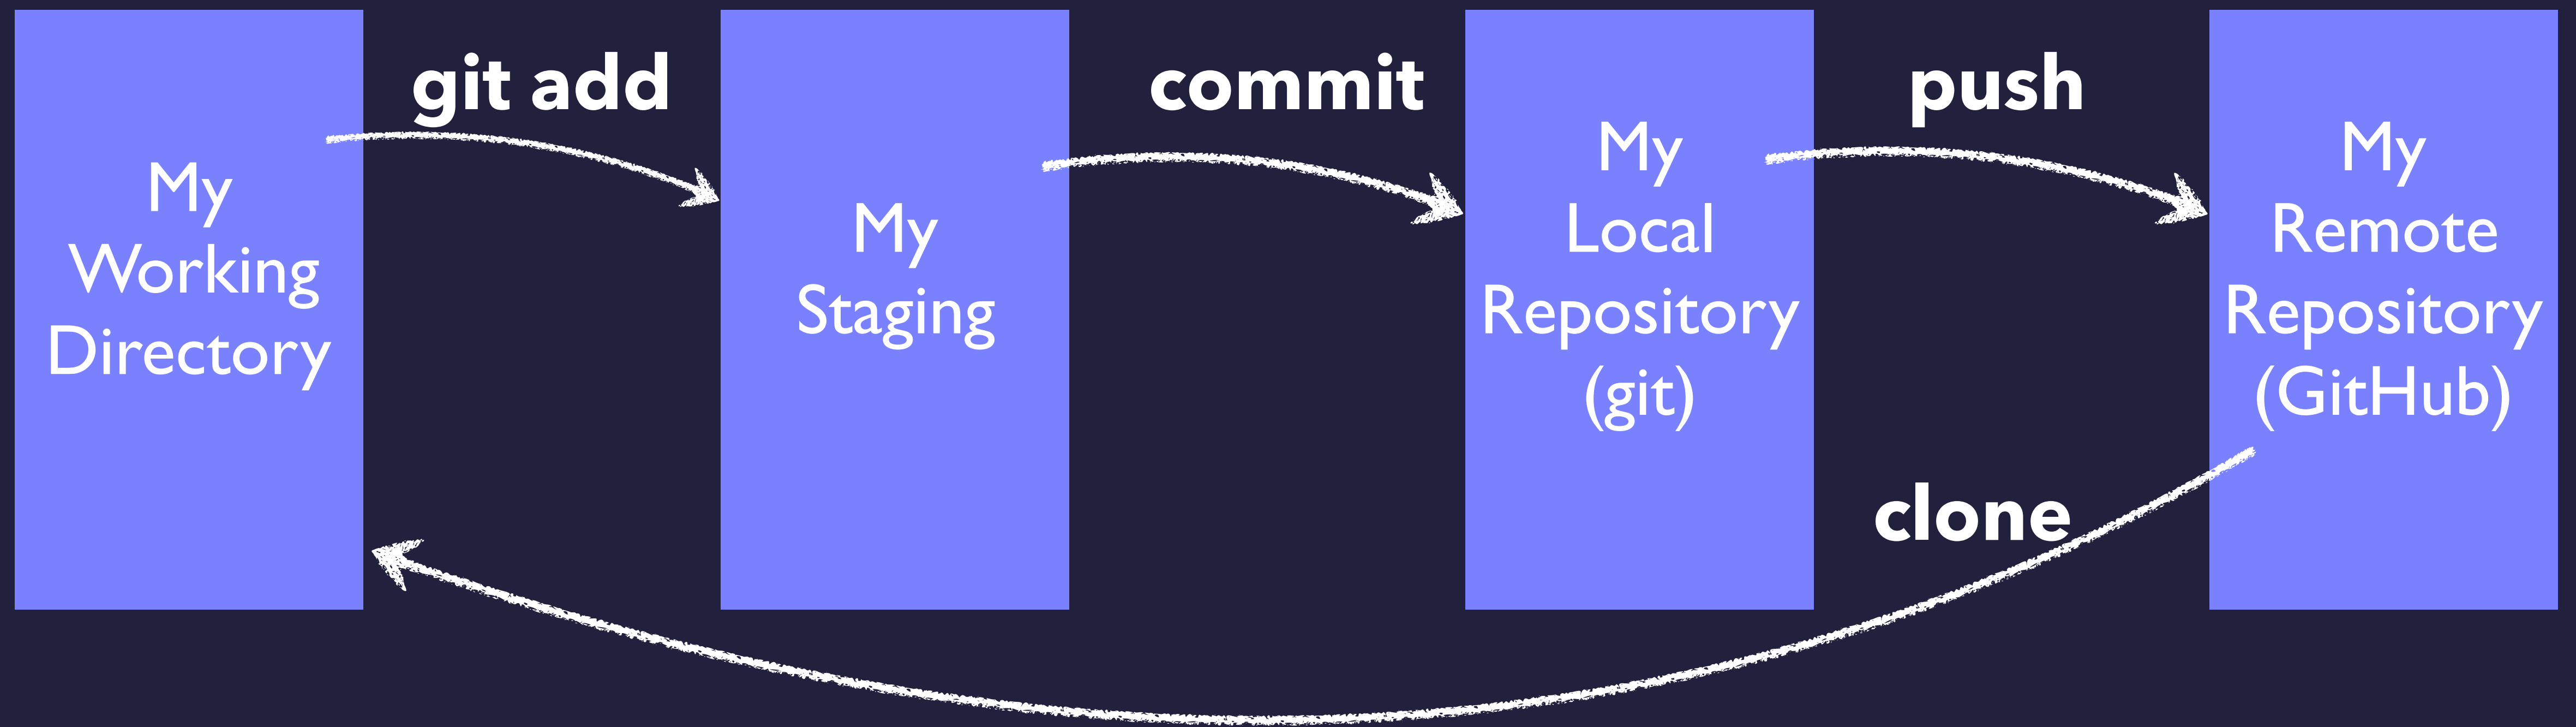 git add
commit
push
My
Working
Directory
My
Staging
My
Local
Repository
(git)
My
Remote
Repository
(GitHub)
clone